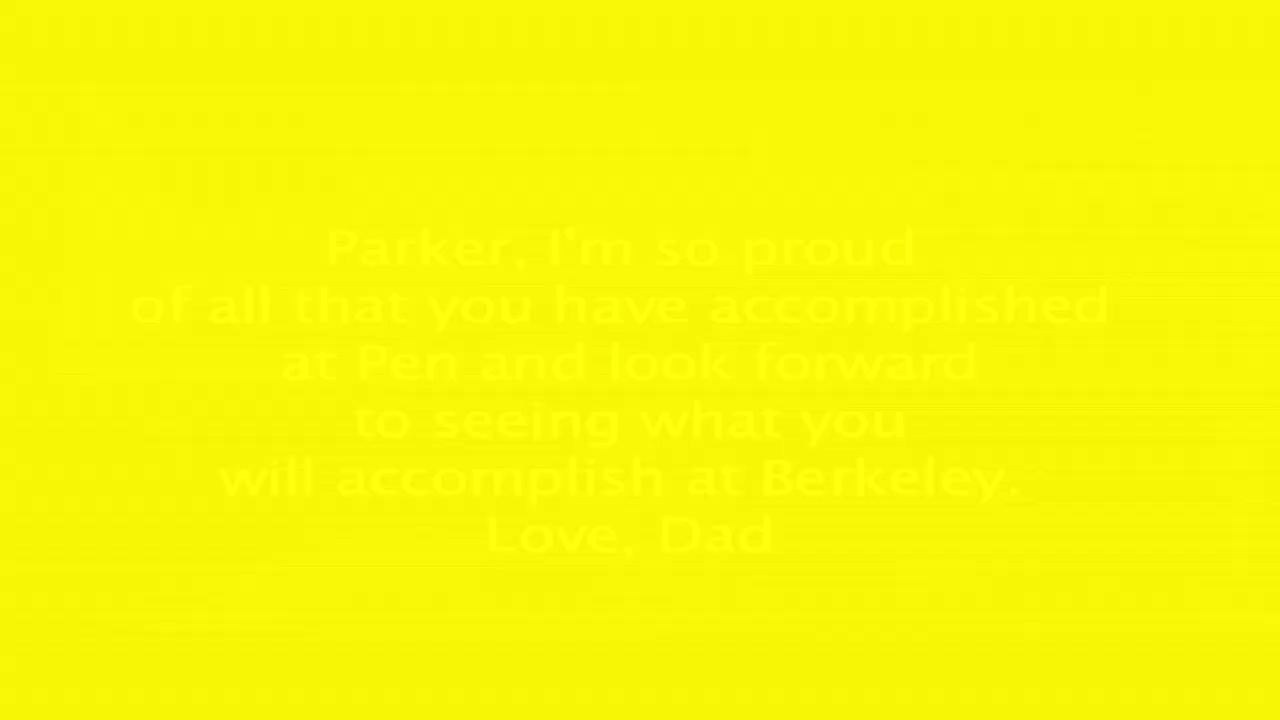 Parker, I'm so proud
of all that you have accomplished
at Pen and look forward
to seeing what you
will accomplish at Berkeley.
Love, Dad